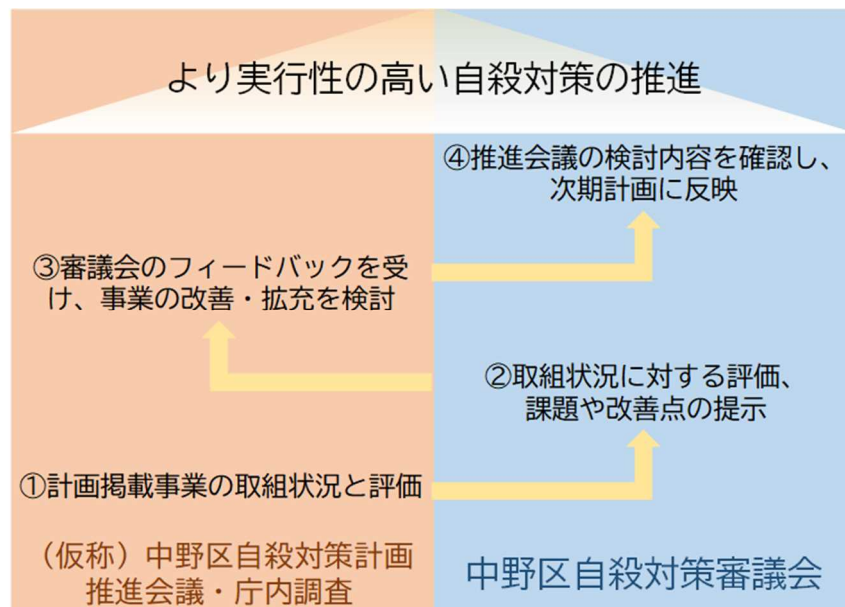 より実行性の高い自殺対策の推進
④推進会議の検討内容を確認し、
次期計画に反映
③審議会のフィードバックを受
け、事業の改善・拡充を検討
②取組状況に対する評価、
課題や改善点の提示
①計画掲載事業の取組状況と評価
（仮称）中野区自殺対策計画
推進会議・庁内調査
中野区自殺対策審議会